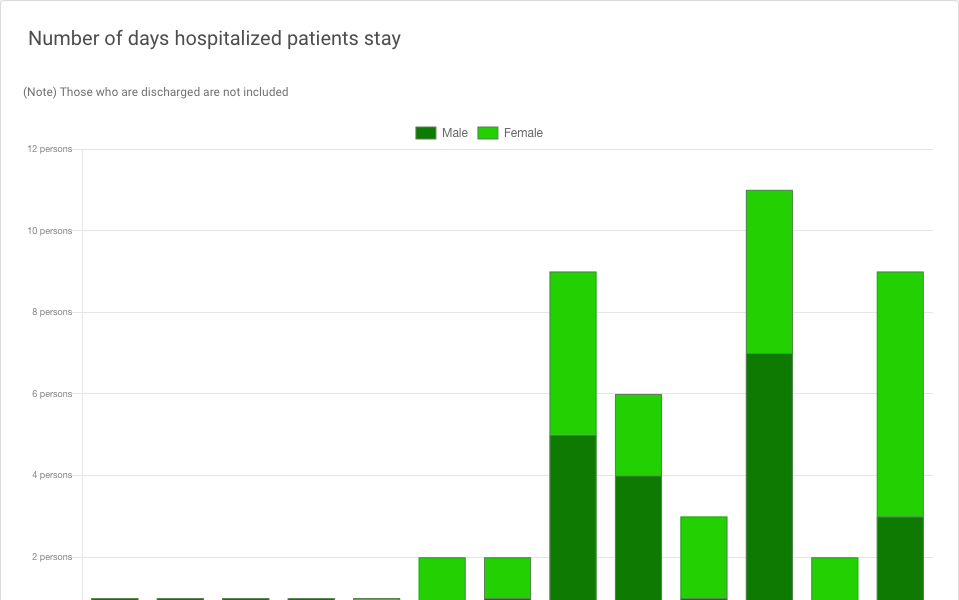 Number of days hospitalized patients stay
(Note) Those who are discharged are not included
Male Female
12 persons
10 persons
8 persons
6 persons
4 persons
2 persons